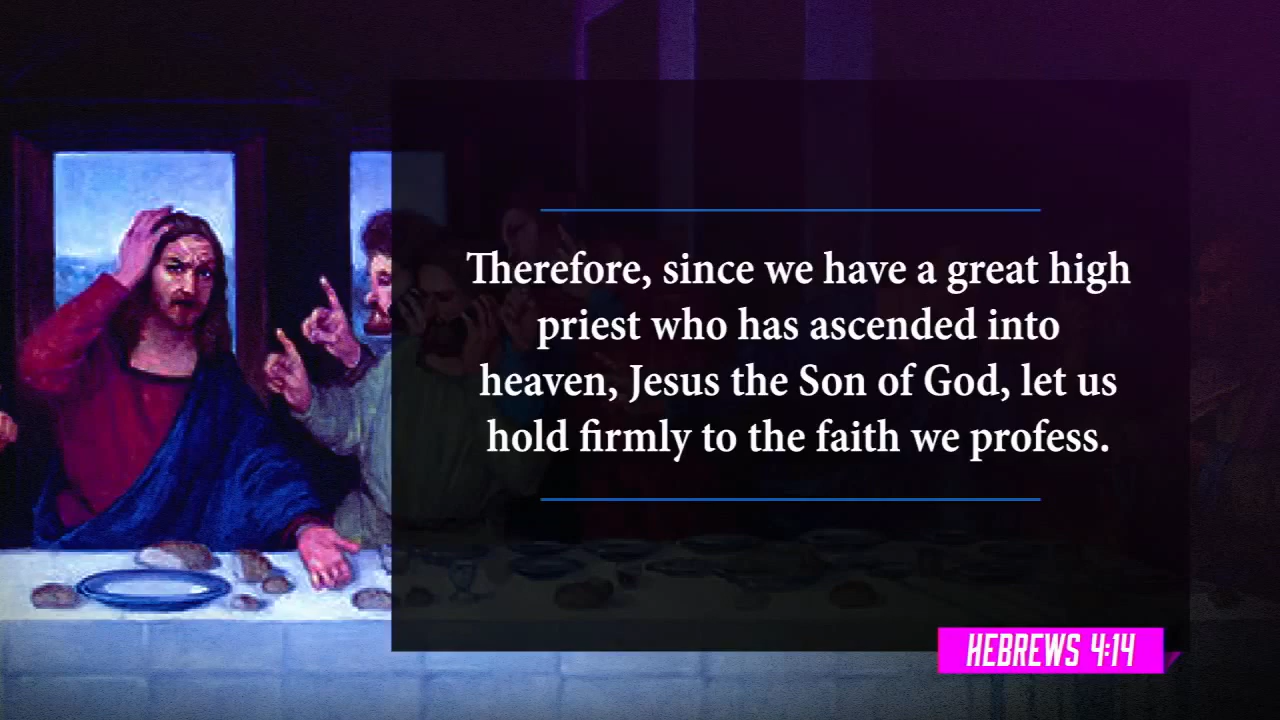 Therefore, since we have a great high
priest who has ascended into
heaven, Jesus the Son of God, let us
hold firmly to the faith we profess.
HEBREWS 4:14